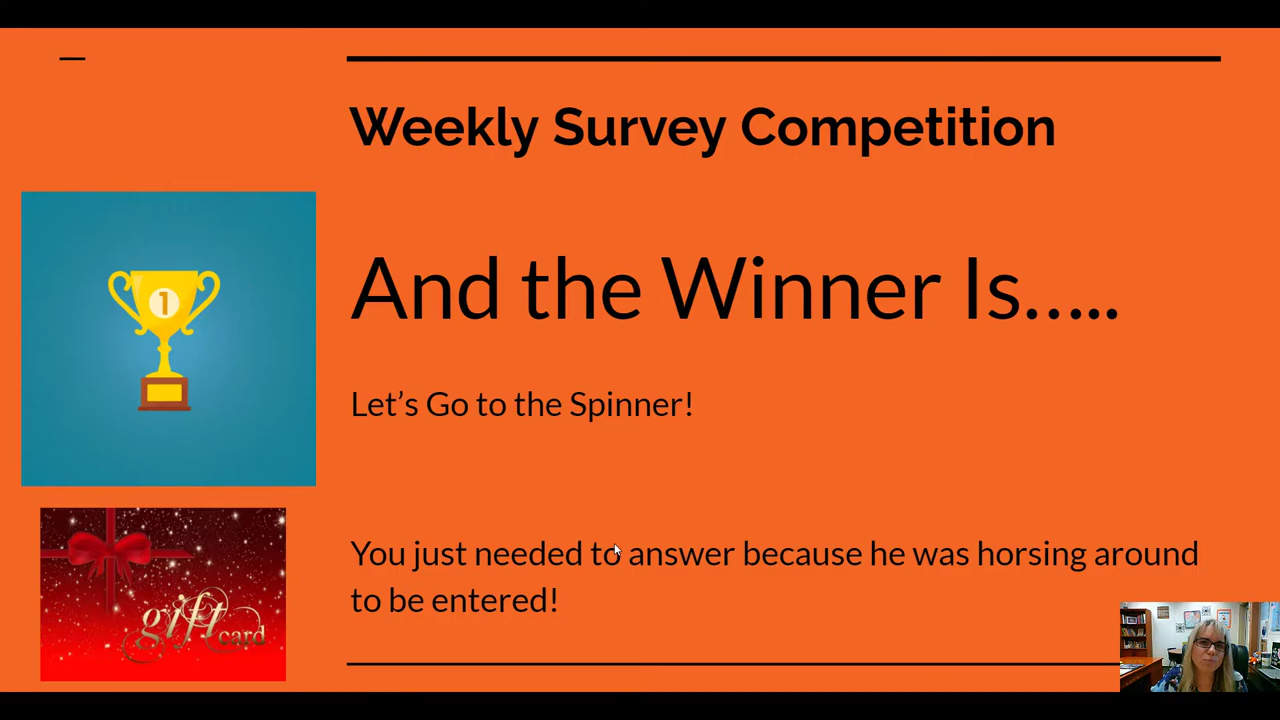 Weekly Survey Competition
And the Winner Is…..
1
Let’s Go to the Spinner!
You just needed to answer because he was horsing around
to be entered!
gift card